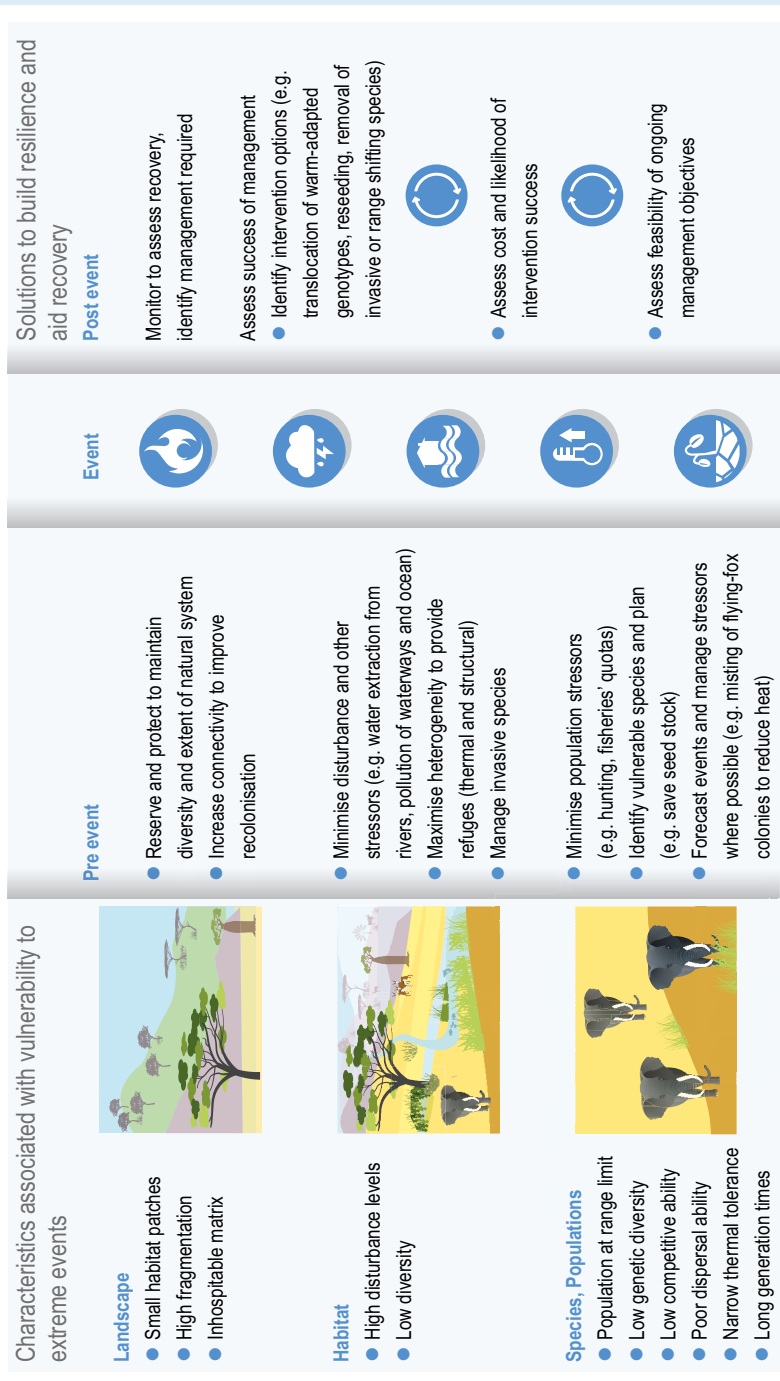 Characteristics associated with vulnerability to
extreme events
Landscape
● Small habitat patches
● High fragmentation
● Inhospitable matrix
Habitat
● High disturbance levels
● Low diversity
Species, Populations
● Population at range limit
● Low genetic diversity
● Low competitive ability
● Poor dispersal ability
● Narrow thermal tolerance
● Long generation times
Pre event
● Reserve and protect to maintain
diversity and extent of natural system
● Increase connectivity to improve
recolonisation
● Minimise disturbance and other
stressors (e.g. water extraction from
rivers, pollution of waterways and ocean)
● Maximise heterogeneity to provide
refuges (thermal and structural)
● Manage invasive species
● Minimise population stressors
(e.g. hunting, fisheries’ quotas)
● Identify vulnerable species and plan
(e.g. save seed stock)
● Forecast events and manage stressors
where possible (e.g. misting of flying-fox
colonies to reduce heat)
Event
Solutions to build resilience and
aid recovery
Post event
Monitor to assess recovery,
identify management required
Assess success of management
● Identify intervention options (e.g.
translocation of warm-adapted
genotypes, reseeding, removal of
invasive or range shifting species)
● Assess cost and likelihood of
intervention success
● Assess feasibility of ongoing
management objectives